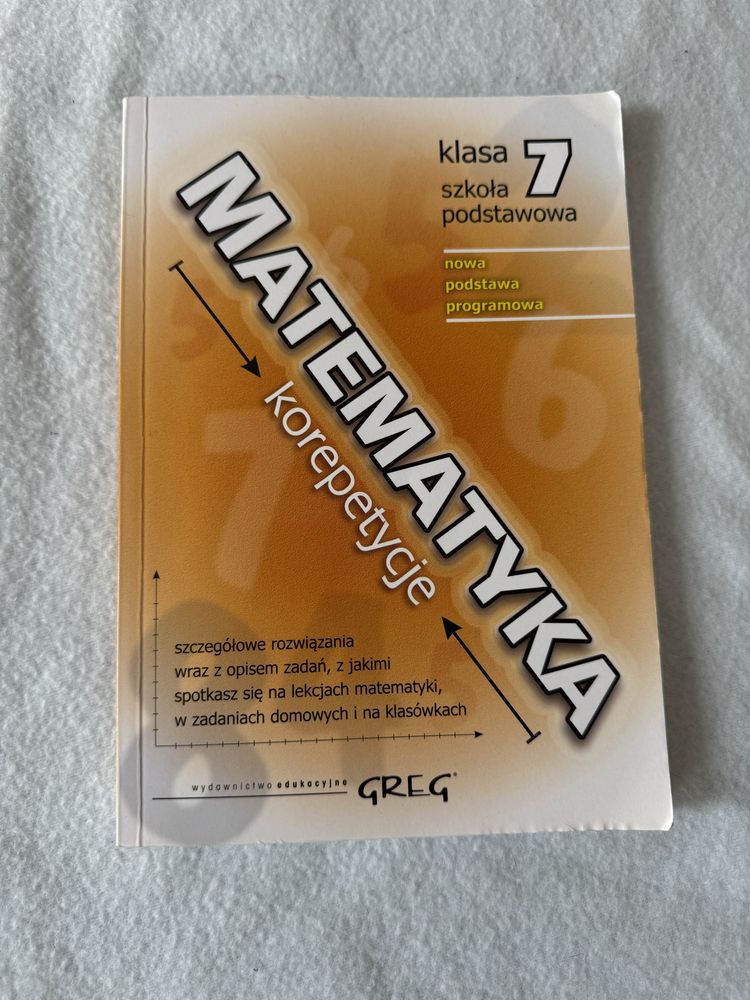 klasa 7
szkoła
podstawowa
nowa
podstawa
programowa
MATEMATYKA
korepetycje
szczegółowe rozwiązania
wraz z opisem zadań, z jakimi
spotkasz się na lekcjach matematyki,
w zadaniach domowych i na klasówkach
wydawnictwo edukacyjne GREG®